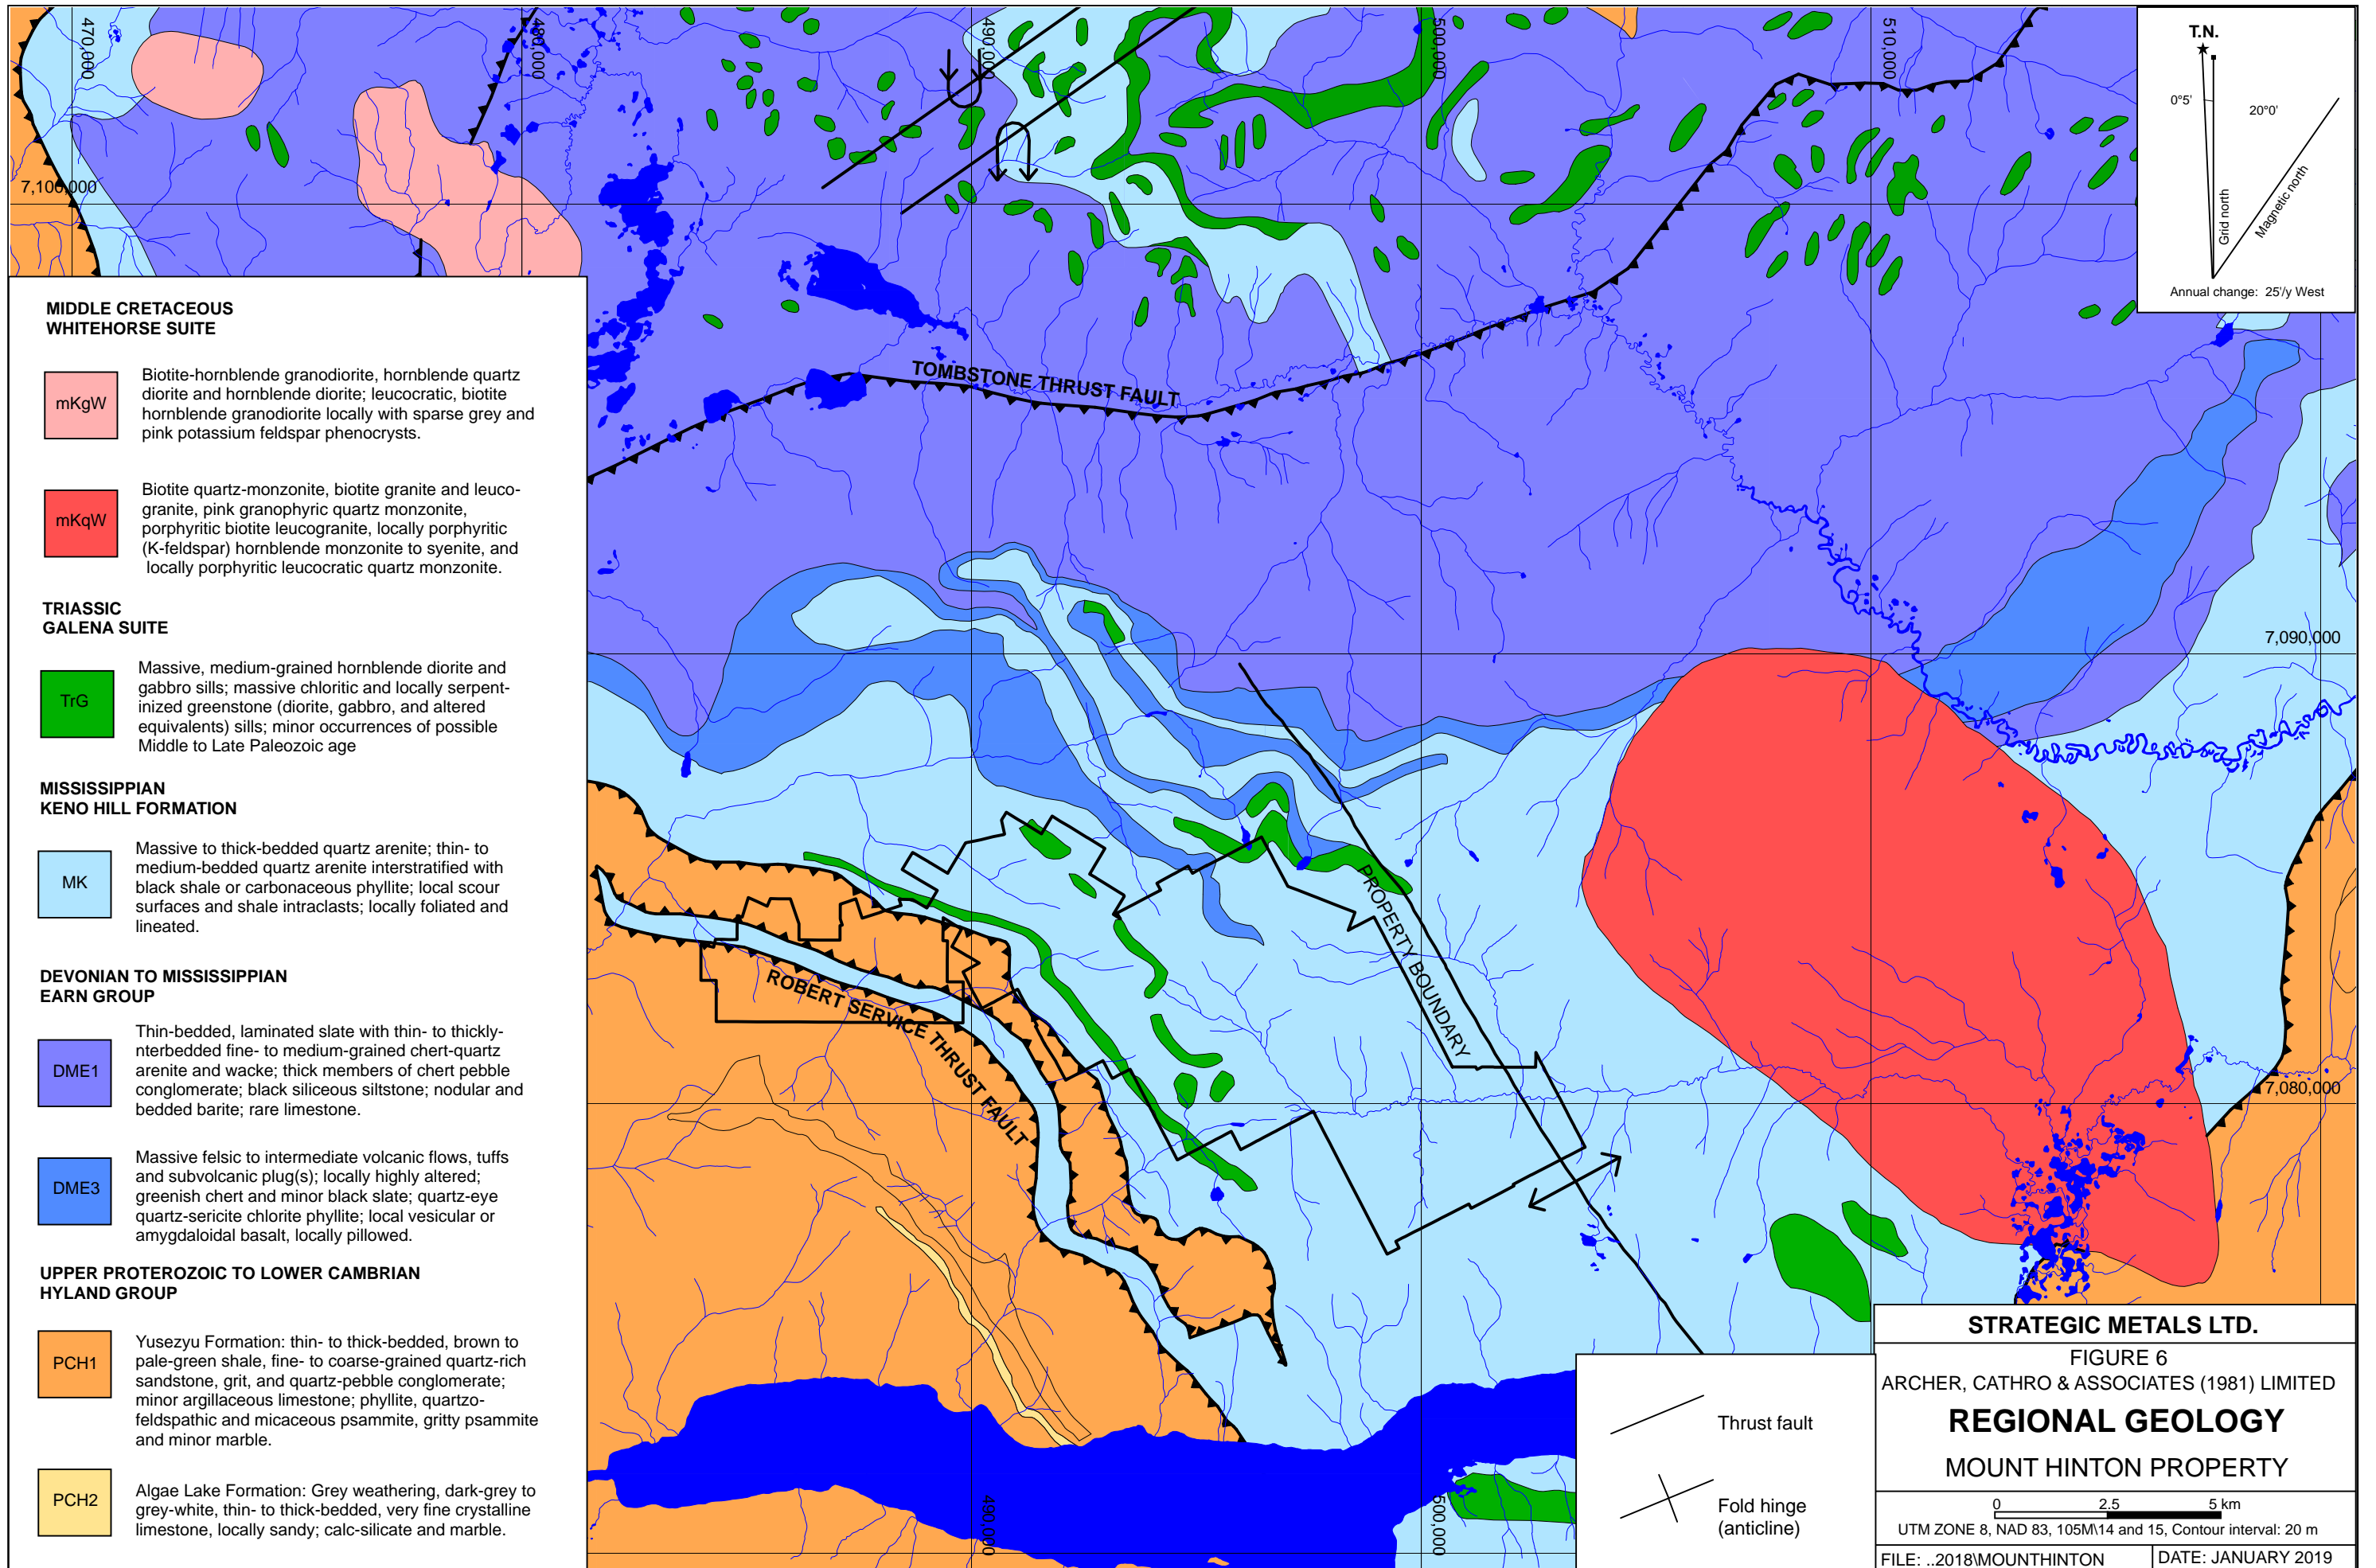 470,000
480,000
490,000
500,000
510,000
T.N.
0°5'
20°0'
Grid north
Magnetic north
Annual change: 25'/y West
7,100,000
TOMBSTONE THRUST FAULT
7,090,000
PROPERTY BOUNDARY
ROBERT SERVICE THRUST FAULT
7,080,000
490,000
500,000
MIDDLE CRETACEOUS
WHITEHORSE SUITE
mKgW
Biotite-hornblende granodiorite, hornblende quartz
diorite and hornblende diorite; leucocratic, biotite
hornblende granodiorite locally with sparse grey and
pink potassium feldspar phenocrysts.
mKqW
Biotite quartz-monzonite, biotite granite and leuco-
granite, pink granophyric quartz monzonite,
porphyritic biotite leucogranite, locally porphyritic
(K-feldspar) hornblende monzonite to syenite, and
locally porphyritic leucocratic quartz monzonite.
TRIASSIC
GALENA SUITE
TrG
Massive, medium-grained hornblende diorite and
gabbro sills; massive chloritic and locally serpent-
inized greenstone (diorite, gabbro, and altered
equivalents) sills; minor occurrences of possible
Middle to Late Paleozoic age
MISSISSIPPIAN
KENO HILL FORMATION
MK
Massive to thick-bedded quartz arenite; thin- to
medium-bedded quartz arenite interstratified with
black shale or carbonaceous phyllite; local scour
surfaces and shale intraclasts; locally foliated and
lineated.
DEVONIAN TO MISSISSIPPIAN
EARN GROUP
DME1
Thin-bedded, laminated slate with thin- to thickly-
nterbedded fine- to medium-grained chert-quartz
arenite and wacke; thick members of chert pebble
conglomerate; black siliceous siltstone; nodular and
bedded barite; rare limestone.
DME3
Massive felsic to intermediate volcanic flows, tuffs
and subvolcanic plug(s); locally highly altered;
greenish chert and minor black slate; quartz-eye
quartz-sericite chlorite phyllite; local vesicular or
amygdaloidal basalt, locally pillowed.
UPPER PROTEROZOIC TO LOWER CAMBRIAN
HYLAND GROUP
PCH1
Yusezyu Formation: thin- to thick-bedded, brown to
pale-green shale, fine- to coarse-grained quartz-rich
sandstone, grit, and quartz-pebble conglomerate;
minor argillaceous limestone; phyllite, quartzo-
feldspathic and micaceous psammite, gritty psammite
and minor marble.
PCH2
Algae Lake Formation: Grey weathering, dark-grey to
grey-white, thin- to thick-bedded, very fine crystalline
limestone, locally sandy; calc-silicate and marble.
Thrust fault
Fold hinge
(anticline)
STRATEGIC METALS LTD.
FIGURE 6
ARCHER, CATHRO & ASSOCIATES (1981) LIMITED
REGIONAL GEOLOGY
MOUNT HINTON PROPERTY
0 2.5 5 km
UTM ZONE 8, NAD 83, 105M\14 and 15, Contour interval: 20 m
FILE: ..2018\MOUNTHINTON
DATE: JANUARY 2019